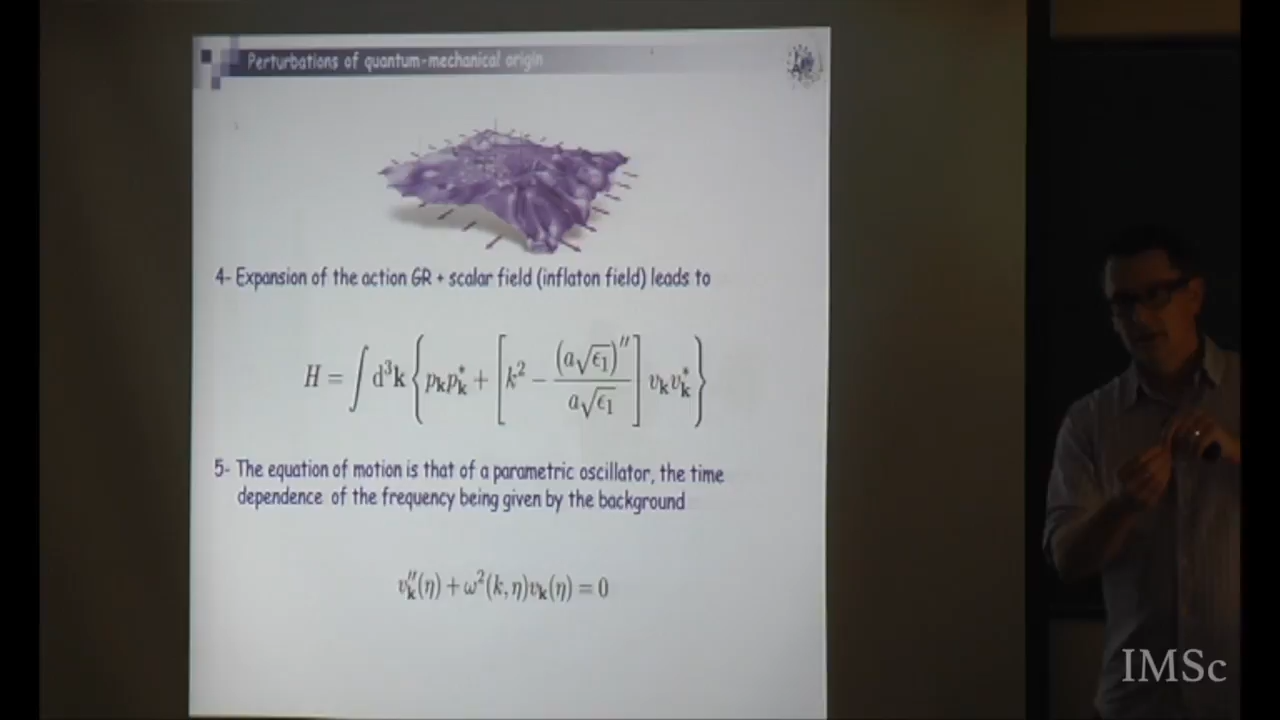 Perturbations of quantum-mechanical origin
4- Expansion of the action GR + scalar field (inflaton field) leads to
H = ∫ d³k { p_k p_k^* + [ k² − (a√ϵ₁)″ / a√ϵ₁ ] v_k v_k^* }
5- The equation of motion is that of a parametric oscillator, the time
dependence of the frequency being given by the background
v_k″(η) + ω²(k, η)v_k(η) = 0
IMSc